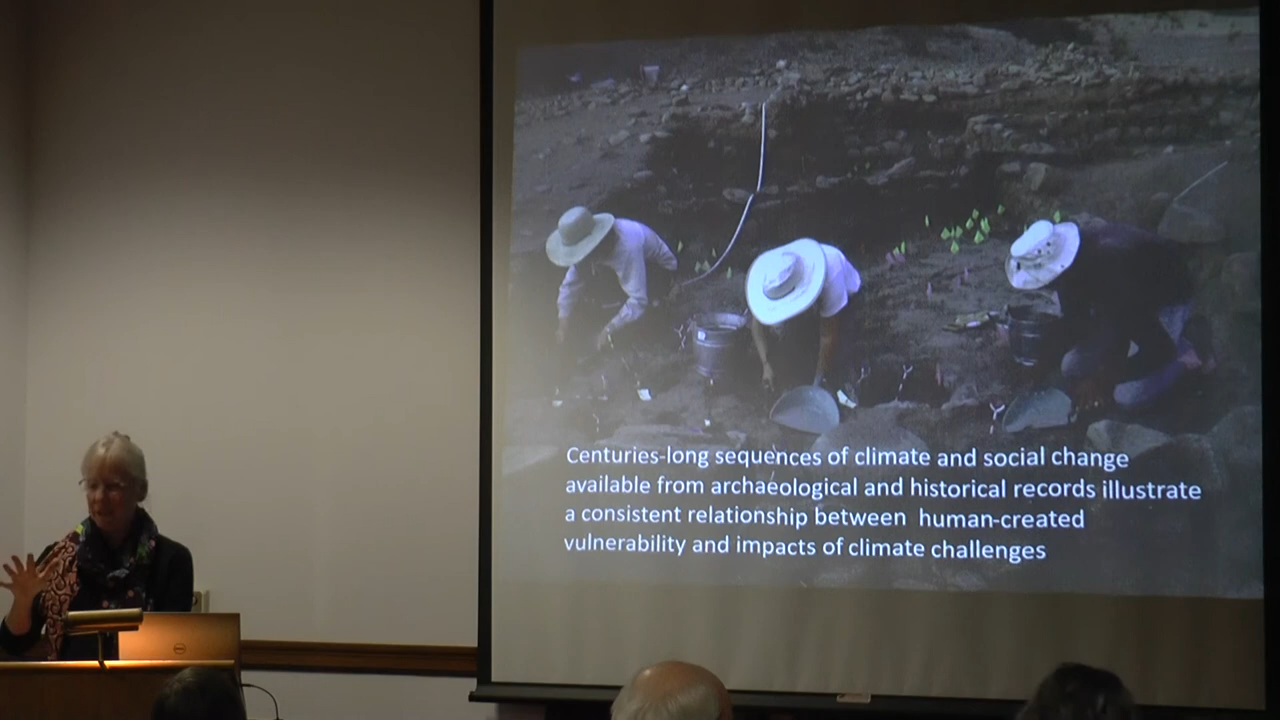 Centuries-long sequences of climate and social change
available from archaeological and historical records illustrate
a consistent relationship between human-created
vulnerability and impacts of climate challenges
DELL